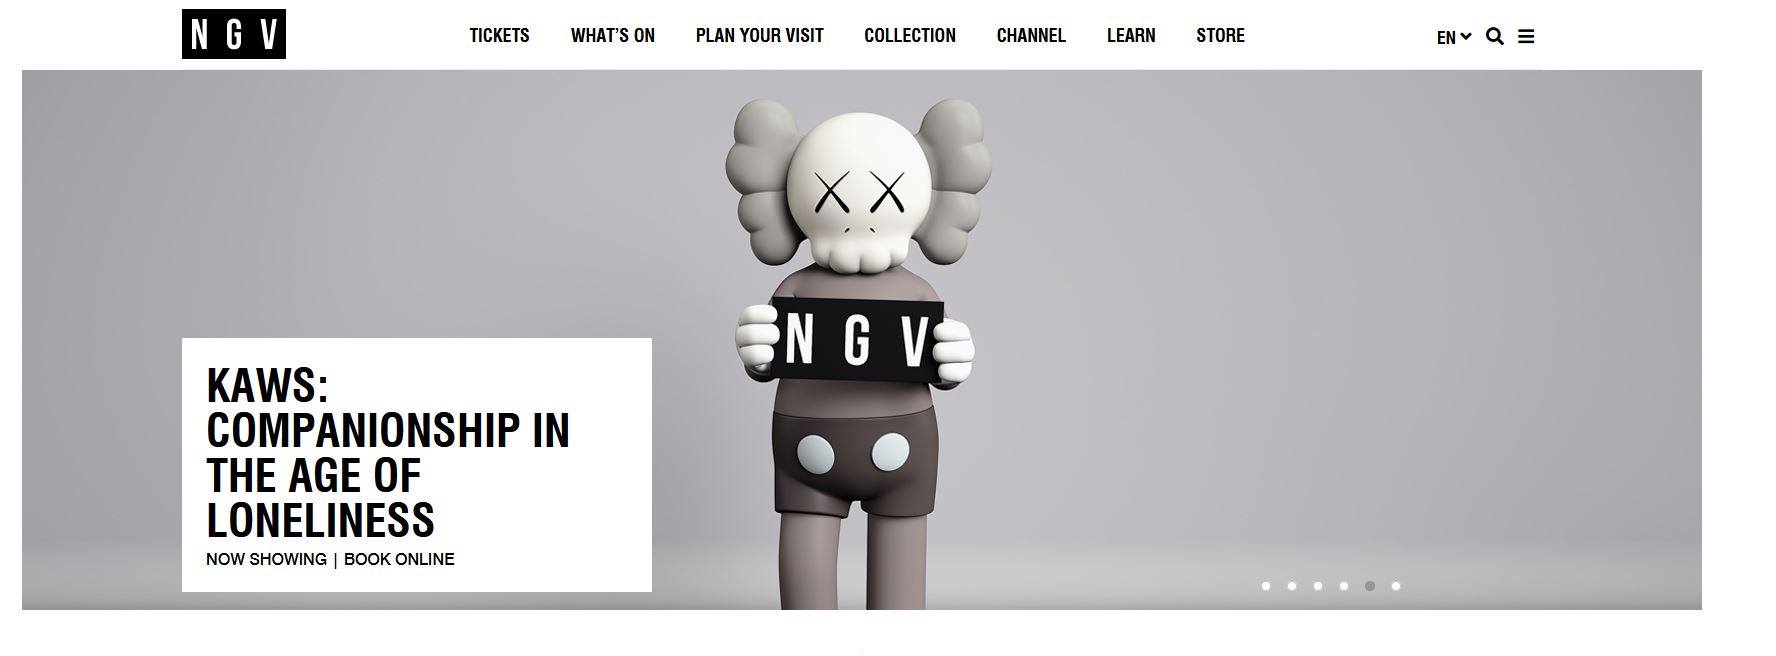 NGV
TICKETS WHAT'S ON PLAN YOUR VISIT COLLECTION CHANNEL LEARN STORE EN
NGV
KAWS:
COMPANIONSHIP IN
THE AGE OF
LONELINESS
NOW SHOWING | BOOK ONLINE